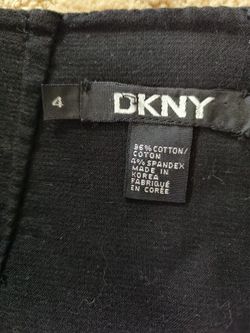 4
DKNY
96% COTTON/
COTON
4% SPANDEX
MADE IN
KOREA
FABRIQUÉ
EN CORÉE